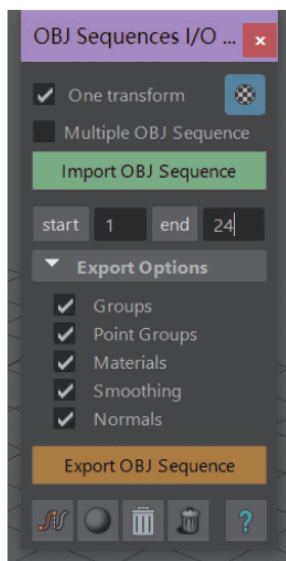 OBJ Sequences I/O ...
One transform
Multiple OBJ Sequence
Import OBJ Sequence
start 1 end 24
Export Options
Groups
Point Groups
Materials
Smoothing
Normals
Export OBJ Sequence
?